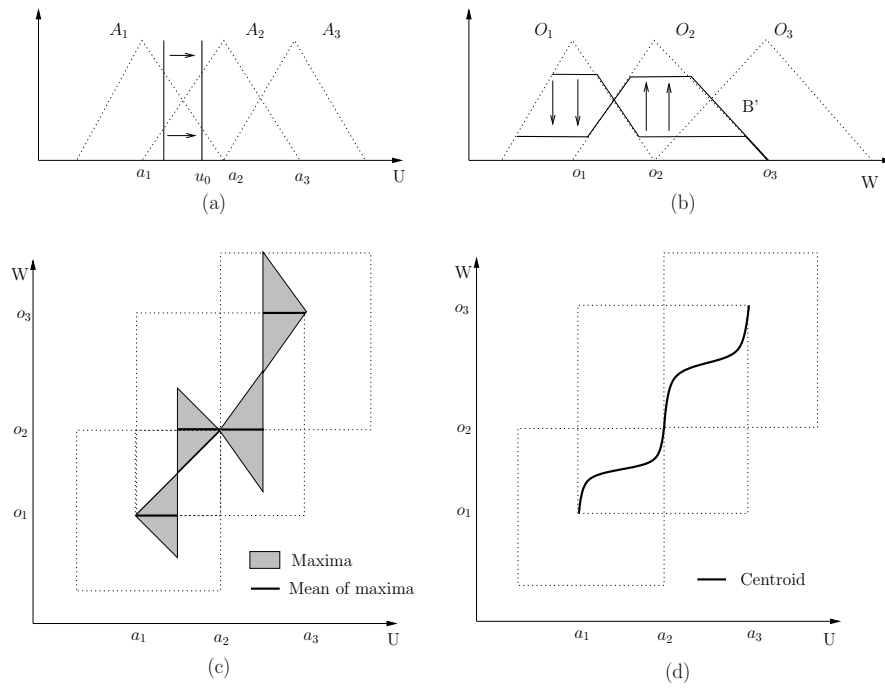 A₁ A₂ A₃
a₁ u₀ a₂ a₃ U
(a)
O₁ O₂ O₃
B'
o₁ o₂ o₃ W
(b)
W
o₃
o₂
o₁
Maxima
Mean of maxima
a₁ a₂ a₃ U
(c)
W
o₃
o₂
o₁
Centroid
a₁ a₂ a₃ U
(d)